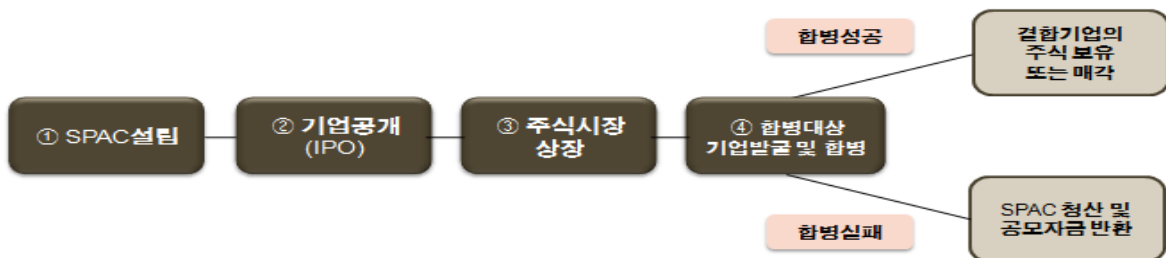 ① SPAC설립
② 기업공개
(IPO)
③ 주식시장
상장
④ 합병대상
기업발굴 및 합병
합병성공
결합기업의
주식 보유
또는 매각
합병실패
SPAC 청산 및
공모자금 반환